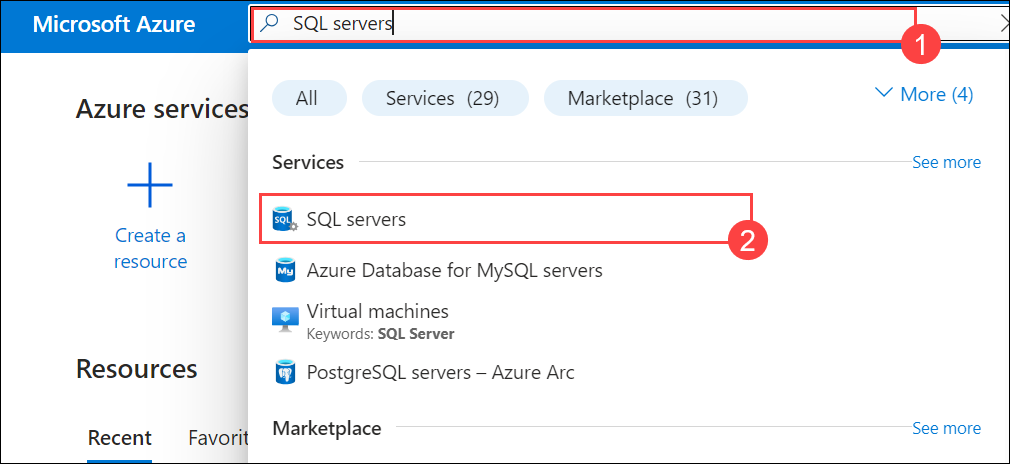 Microsoft Azure
SQL servers
1
All
Services (29)
Marketplace (31)
More (4)
Azure services
Services
See more
Create a
resource
SQL
SQL servers
2
My
Azure Database for MySQL servers
Virtual machines
Keywords: SQL Server
PostgreSQL servers – Azure Arc
Resources
Marketplace
See more
Recent
Favorit